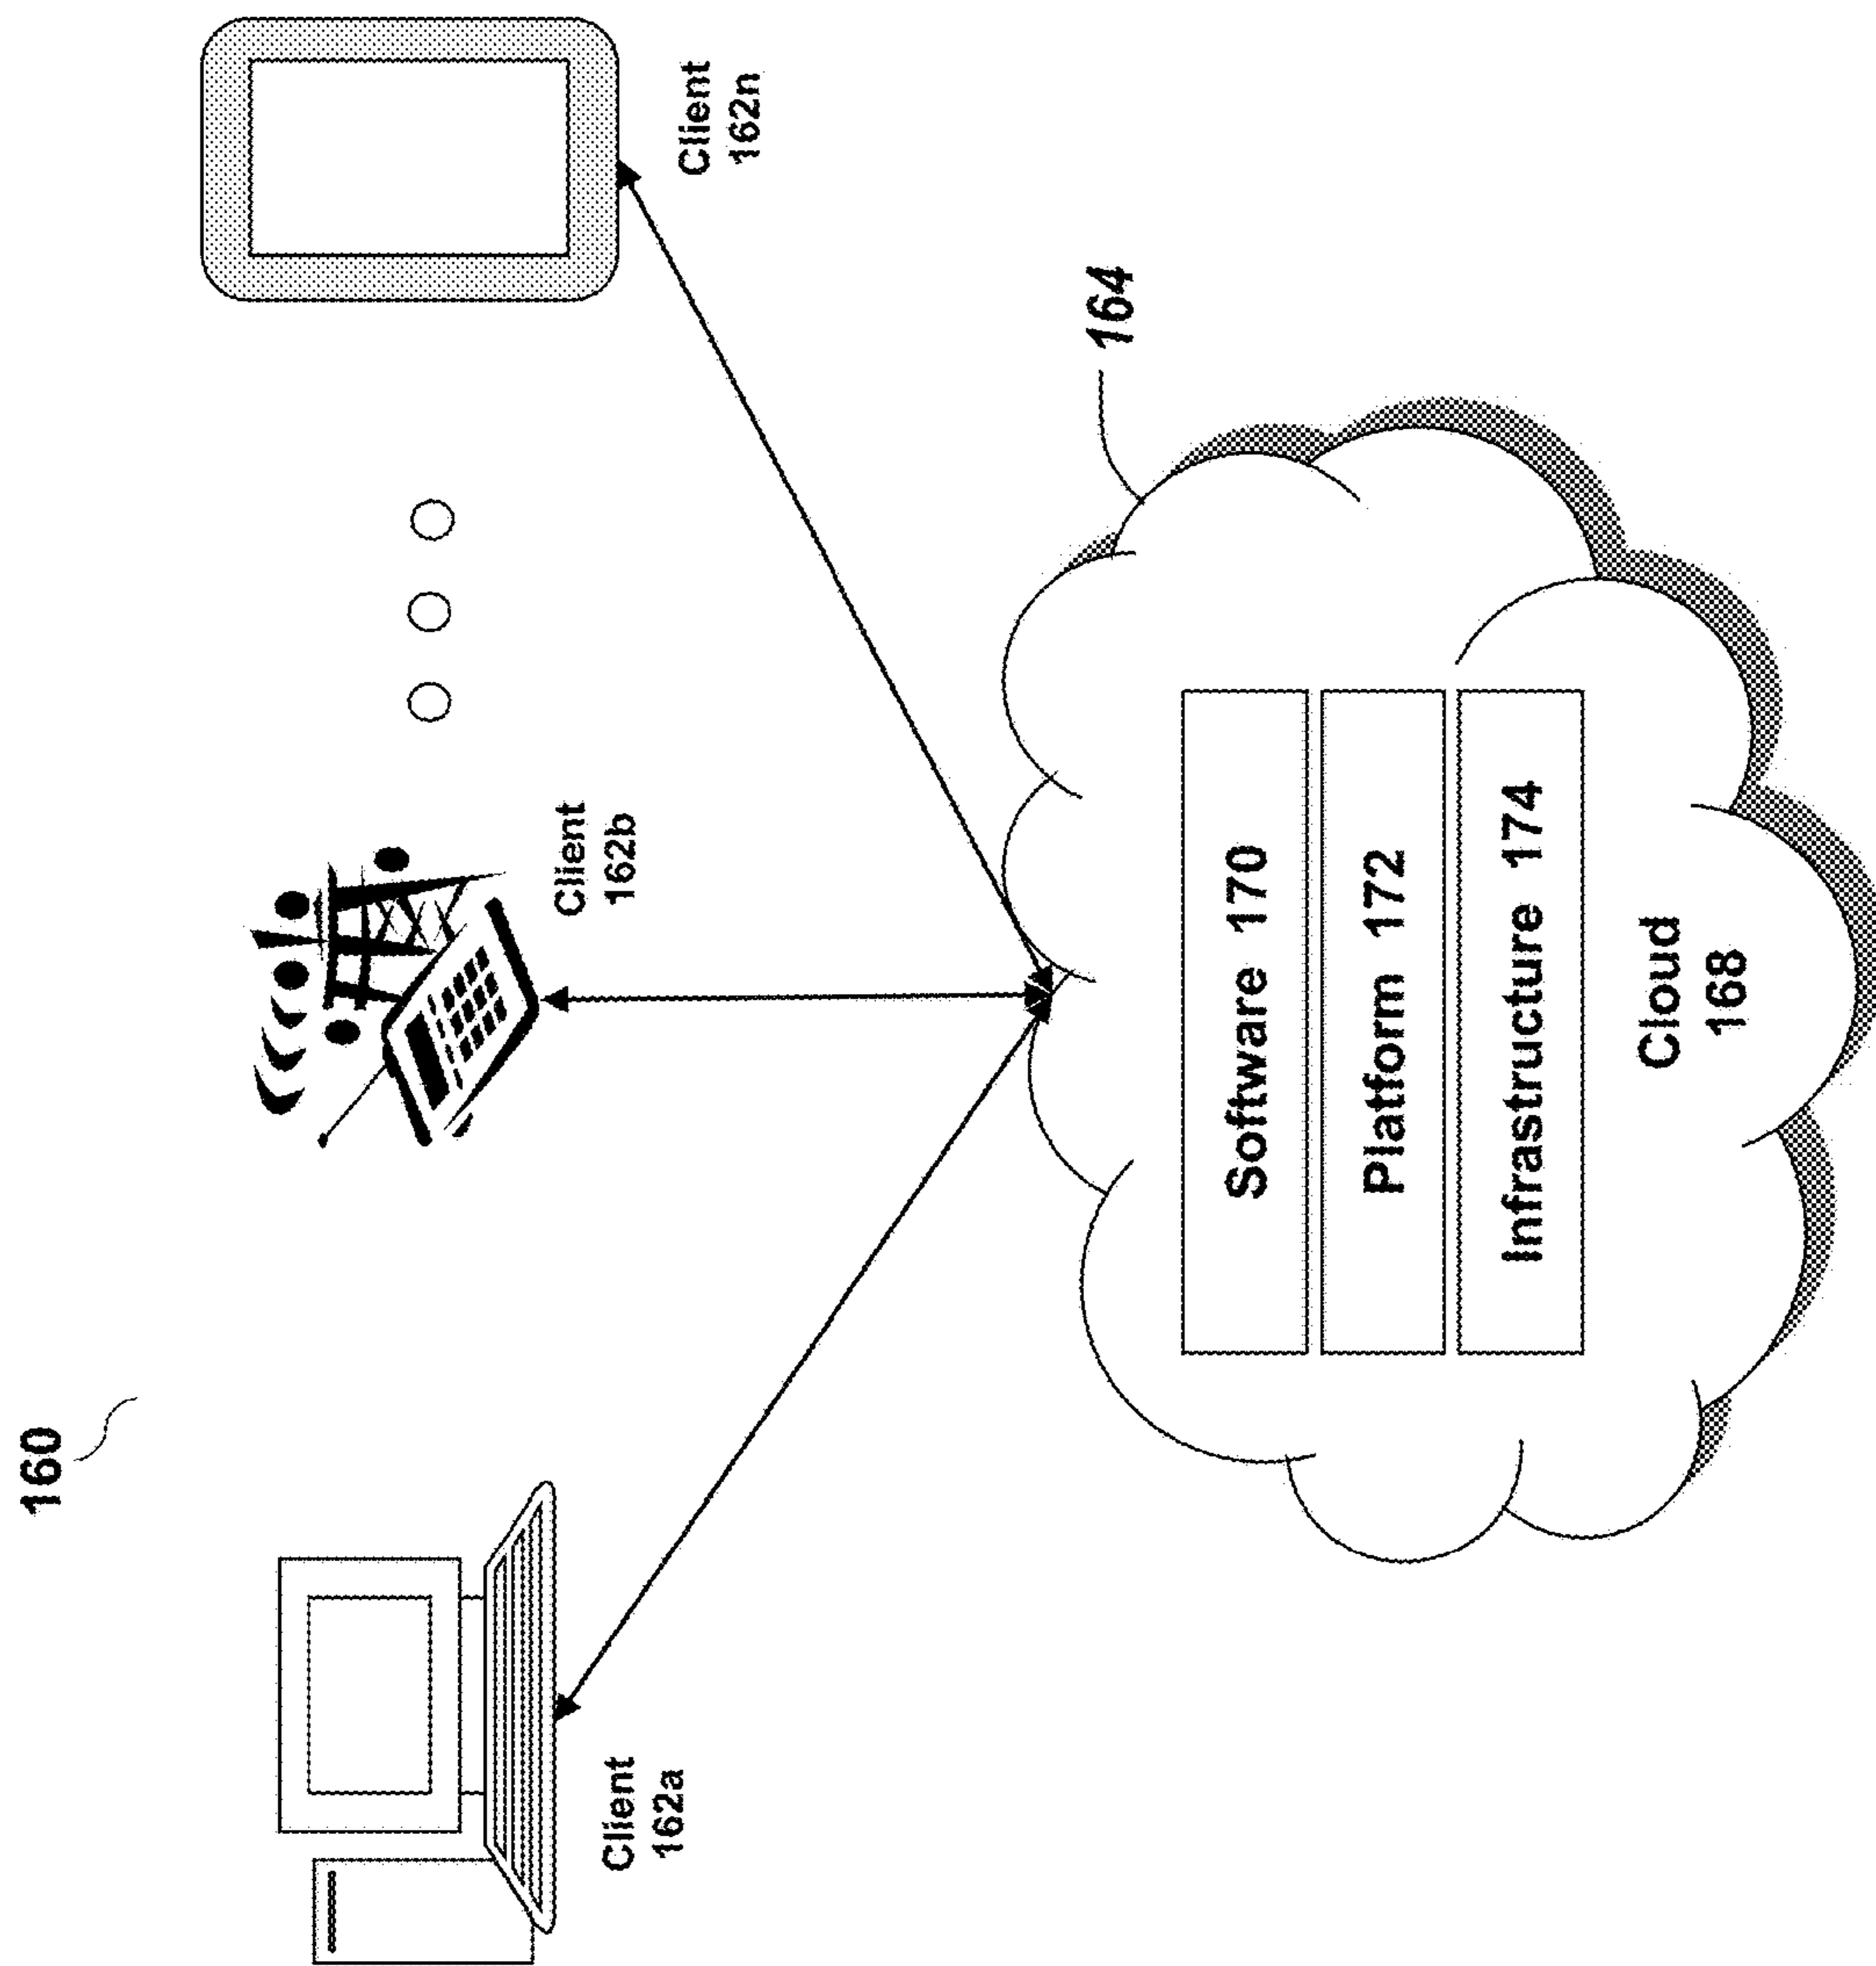 160
Client
162a
Client
162b
Client
162n
164
Software 170
Platform 172
Infrastructure 174
Cloud
168